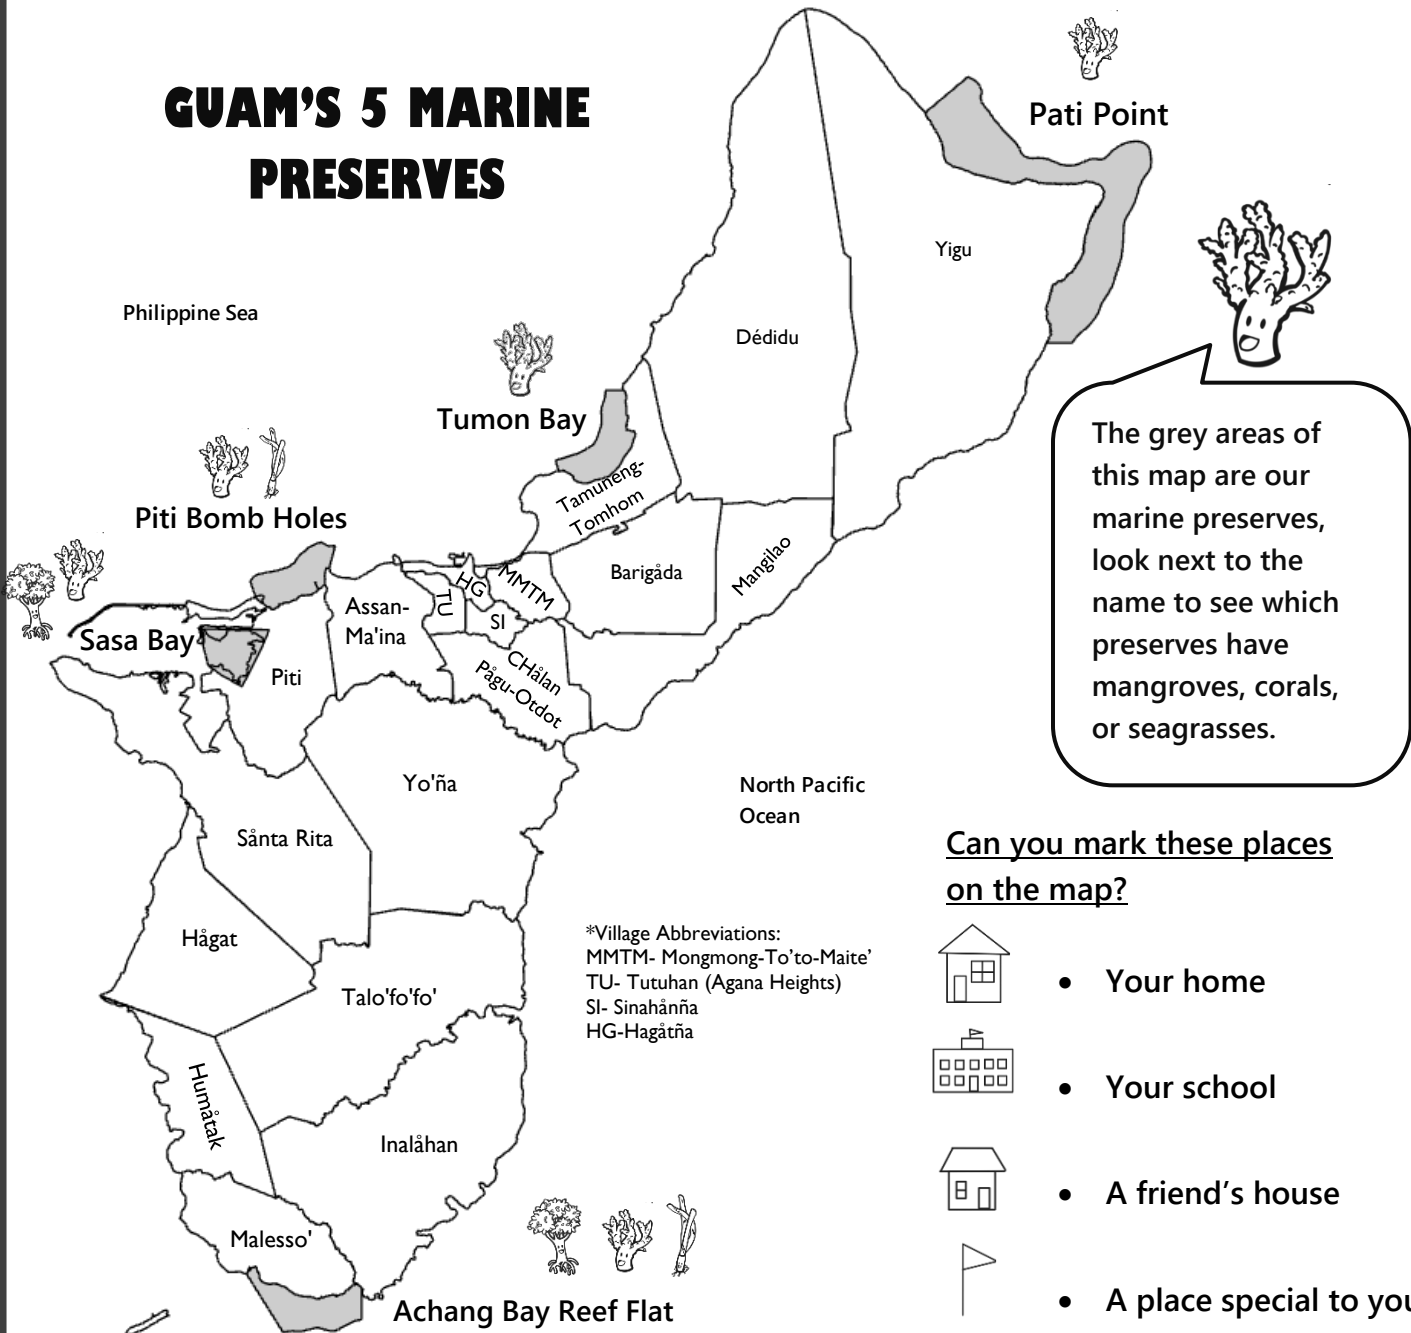 GUAM'S 5 MARINE
PRESERVES
Pati Point
Yigu
Philippine Sea
Dédidu
Tumon Bay
Tamuneng-
Tomhom
The grey areas of
this map are our
marine preserves,
look next to the
name to see which
preserves have
mangroves, corals,
or seagrasses.
Piti Bomb Holes
Mangilao
Barigåda
MMTM
HG
TU
SI
Assan-
Ma'ina
Sasa Bay
Piti
CHålan
Pågu-Otdot
Yo'ña
North Pacific
Ocean
Sånta Rita
Can you mark these places
on the map?
Hågat
*Village Abbreviations:
MMTM- Mongmong-To'to-Maite’
TU- Tutuhan (Agana Heights)
SI- Sinahånña
HG-Hagåtña
• Your home
Talo'fo'fo'
• Your school
Humåtak
Inalåhan
• A friend’s house
Malesso'
Achang Bay Reef Flat
• A place special to you